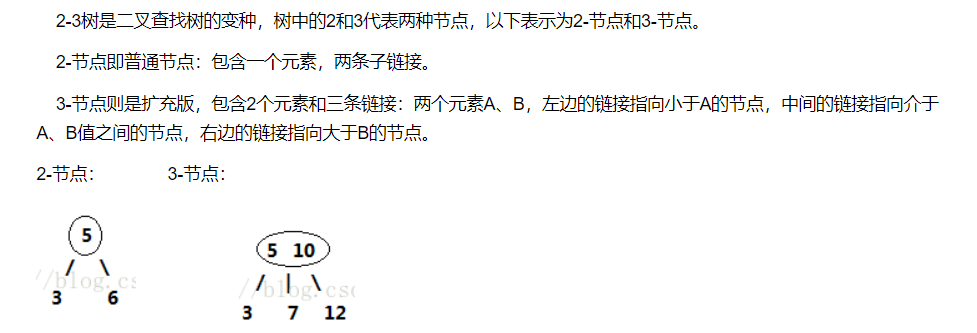 2-3树是二叉查找树的变种，树中的2和3代表两种节点，以下表示为2-节点和3-节点。
2-节点即普通节点：包含一个元素，两条子链接。
3-节点则是扩充版，包含2个元素和三条链接：两个元素A、B，左边的链接指向小于A的节点，中间的链接指向介于
A、B值之间的节点，右边的链接指向大于B的节点。
2-节点： 3-节点：
5
5 10
//blog.cs
//blog.csd
3 6
3 7 12